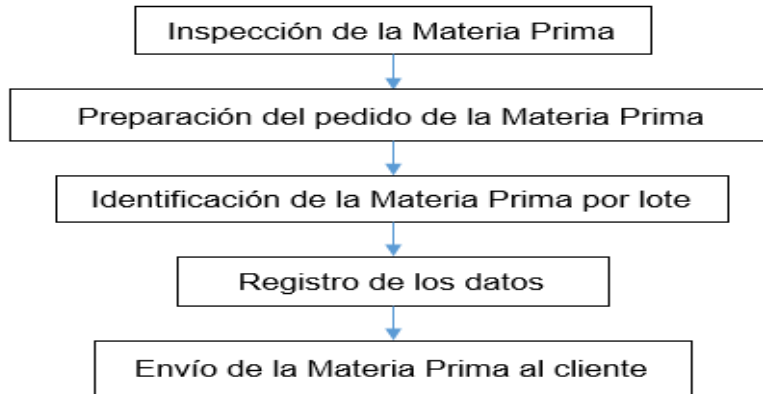 Inspección de la Materia Prima
Preparación del pedido de la Materia Prima
Identificación de la Materia Prima por lote
Registro de los datos
Envío de la Materia Prima al cliente